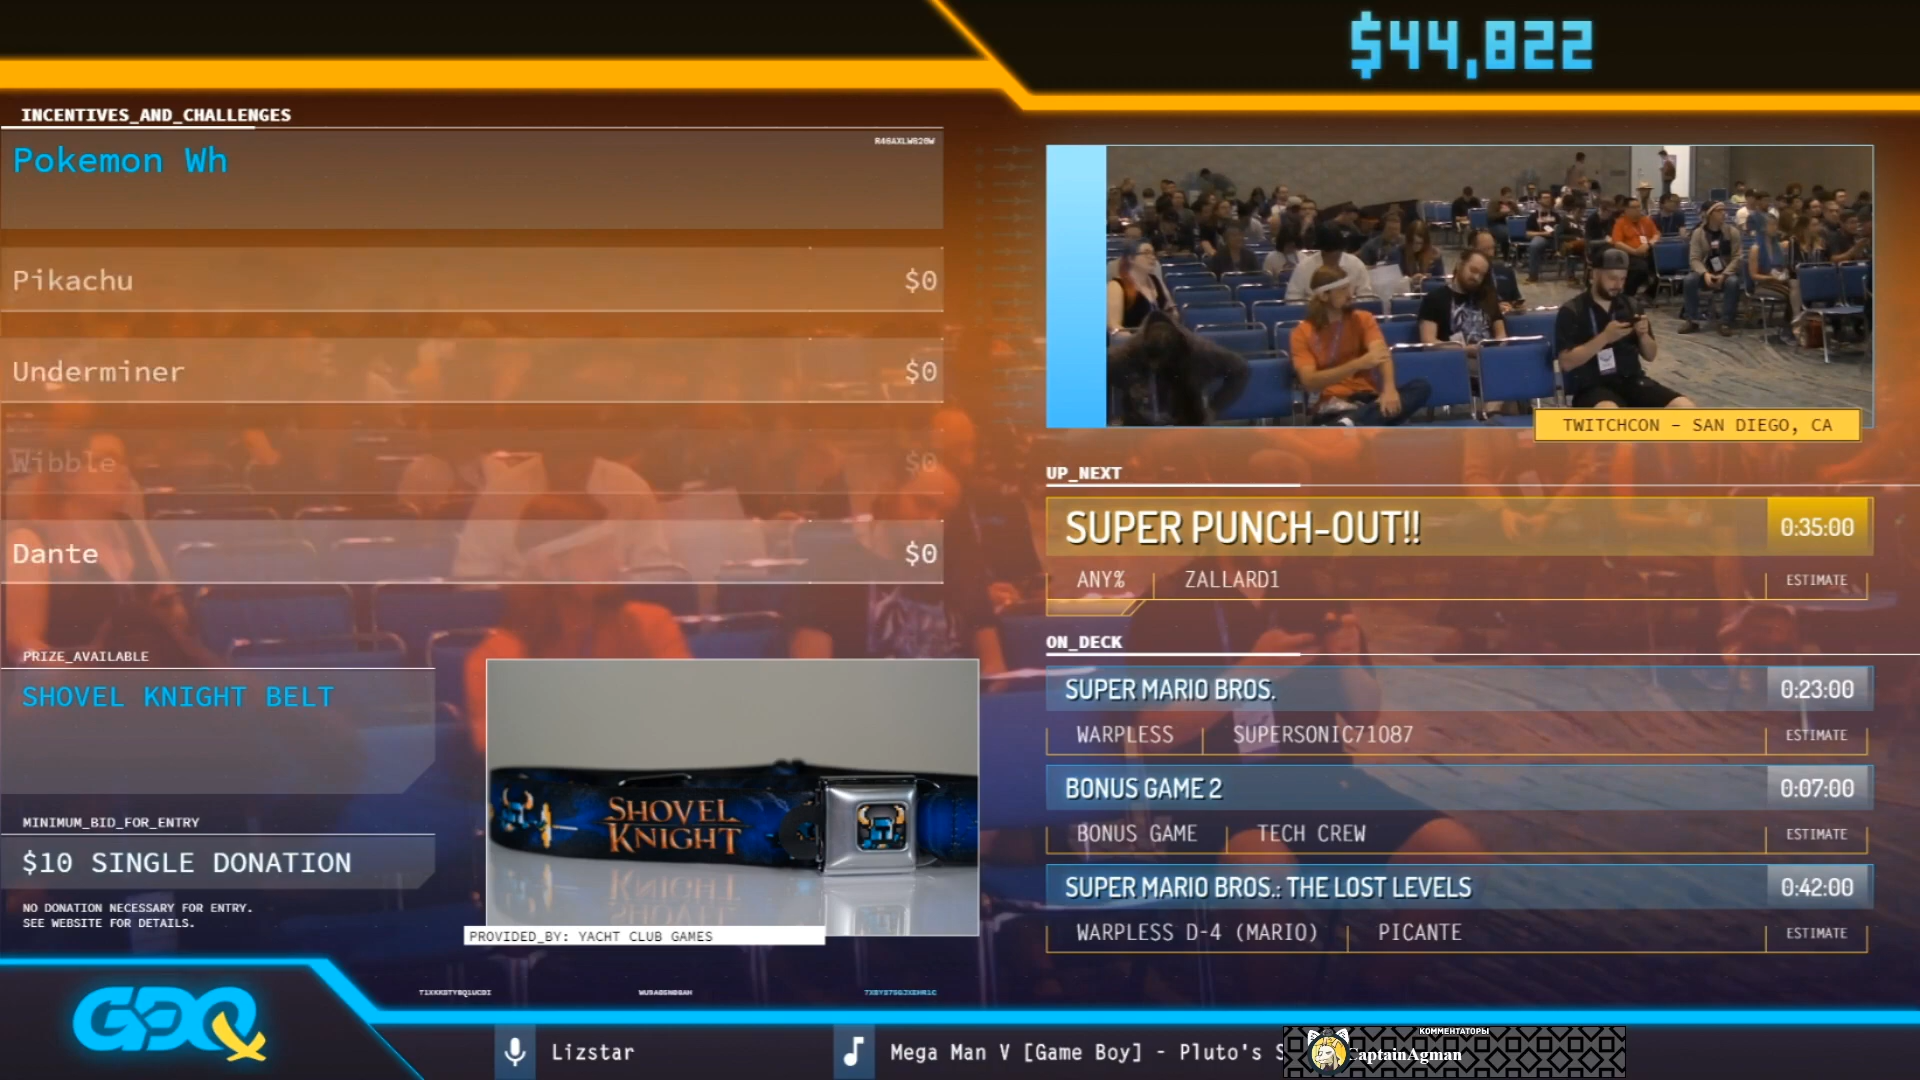 $44,822
INCENTIVES_AND_CHALLENGES
Pokemon Wh
Pikachu $0
Underminer $0
Wibble $0
Dante $0
PRIZE_AVAILABLE
SHOVEL KNIGHT BELT
MINIMUM_BID_FOR_ENTRY
$10 SINGLE DONATION
NO DONATION NECESSARY FOR ENTRY.
SEE WEBSITE FOR DETAILS.
SHOVEL
KNIGHT
PROVIDED_BY: YACHT CLUB GAMES
TWITCHCON - SAN DIEGO, CA
UP_NEXT
SUPER PUNCH-OUT!! 0:35:00
ANY% ZALLARD1 ESTIMATE
ON_DECK
SUPER MARIO BROS. 0:23:00
WARPLESS SUPERSONIC71087 ESTIMATE
BONUS GAME 2 0:07:00
BONUS GAME TECH CREW ESTIMATE
SUPER MARIO BROS.: THE LOST LEVELS 0:42:00
WARPLESS D-4 (MARIO) PICANTE ESTIMATE
GDQ
Lizstar
Mega Man V [Game Boy] - Pluto's S
КОММЕНТАТОРЫ
CaptainAgman